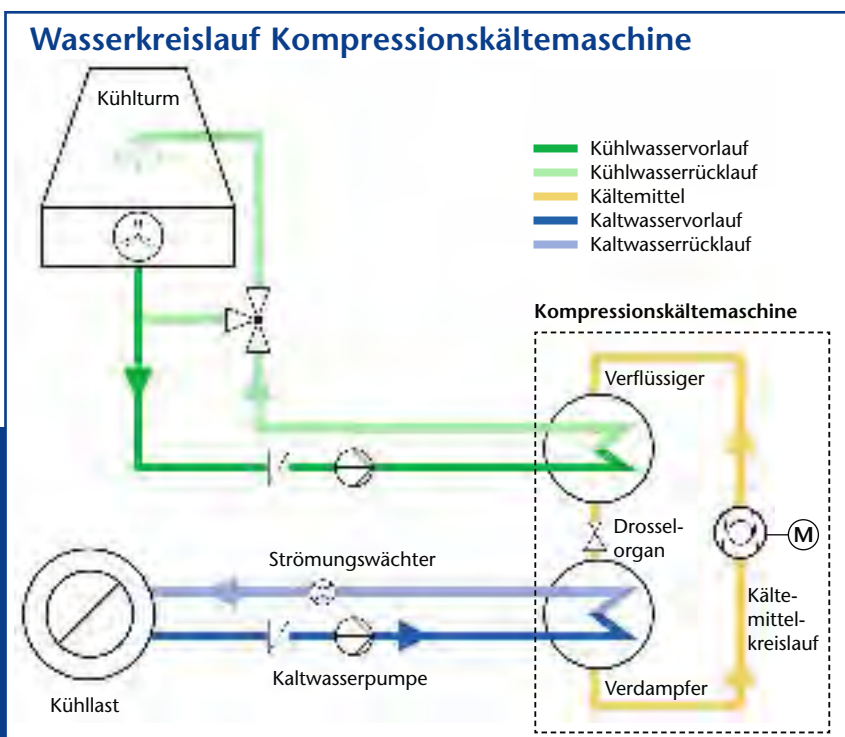 Wasserkreislauf Kompressionskältemaschine
Kühlturm
Kühlwasservorlauf
Kühlwasserrücklauf
Kältemittel
Kaltwasservorlauf
Kaltwasserrücklauf
Kompressionskältemaschine
Verflüssiger
Drossel-
organ
M
Strömungswächter
Kälte-
mittel-
kreislauf
Kaltwasserpumpe
Verdampfer
Kühllast